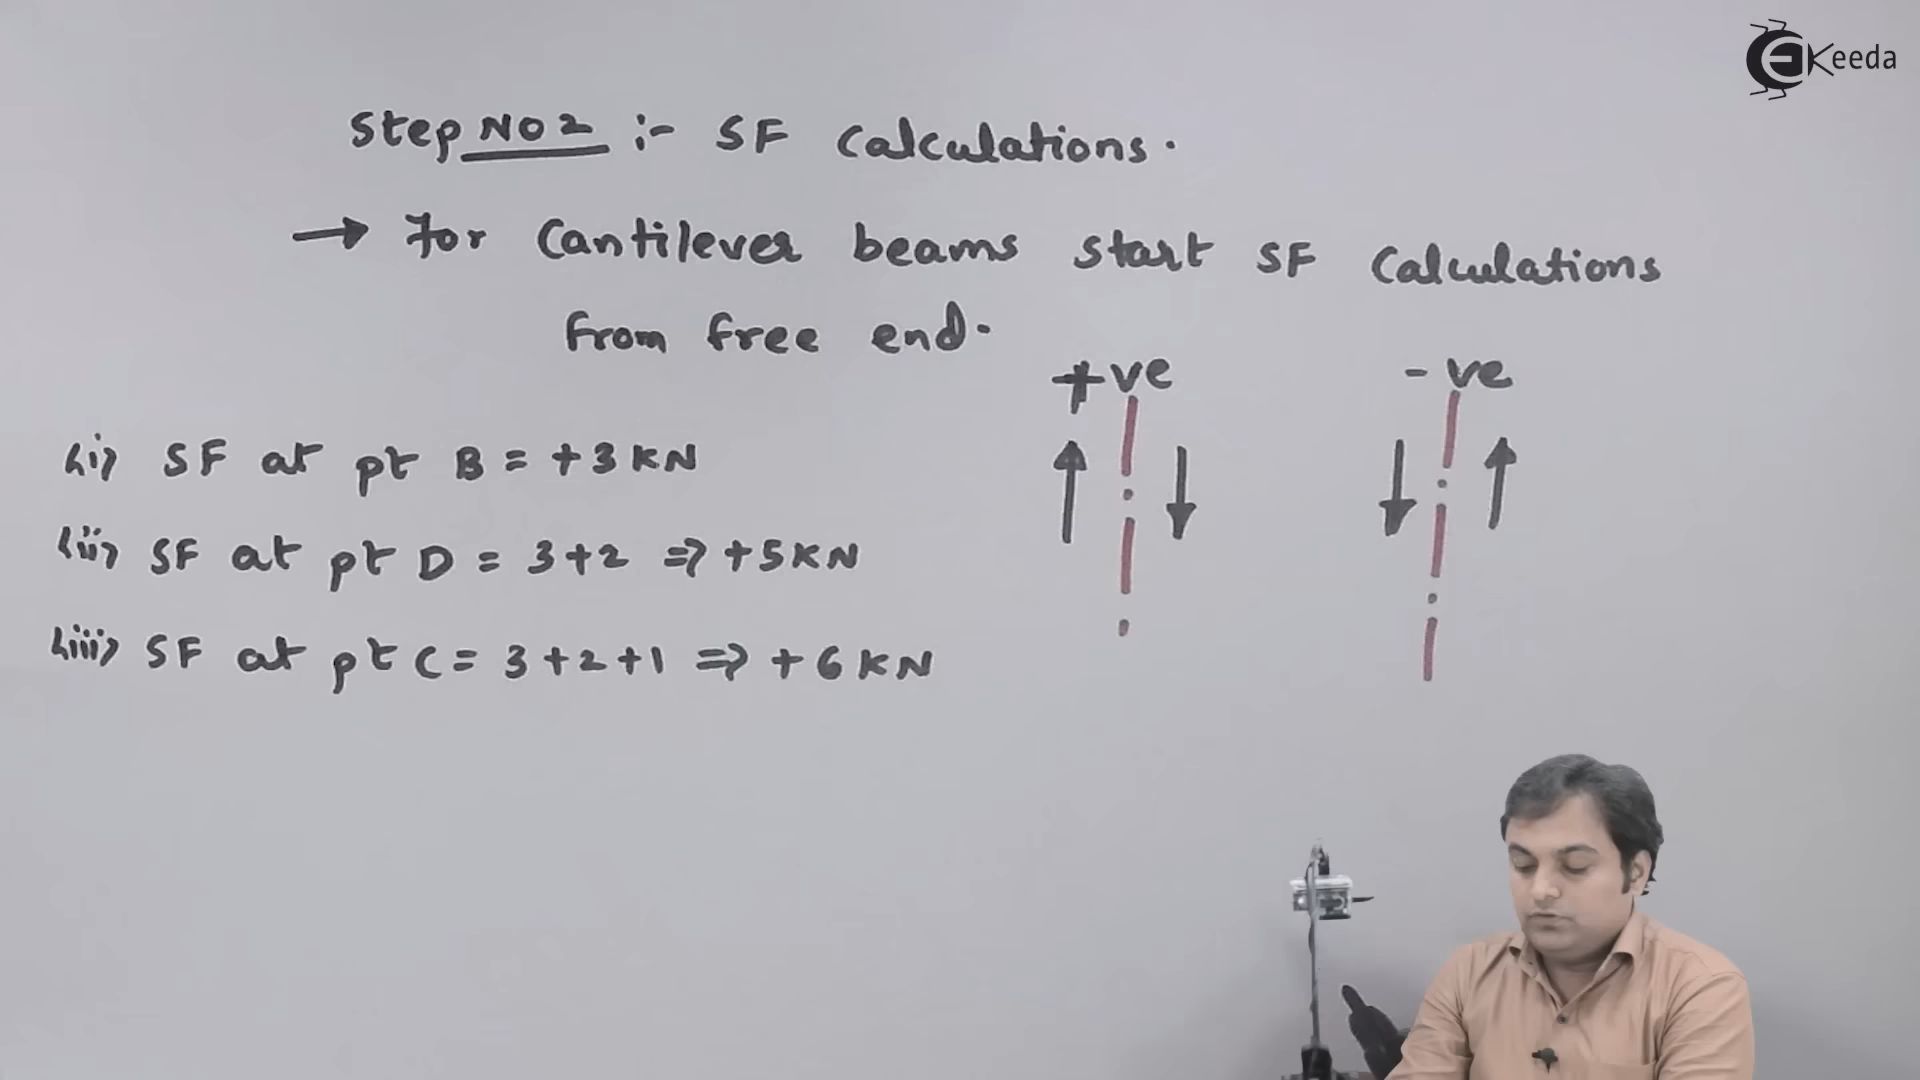 EKeeda
Step NO 2 :- SF Calculations.
→ For Cantilever beams start SF Calculations
from free end.
+ve
- ve
(i) SF at pt B = +3 KN
(ii) SF at pt D = 3+2 ⇒ +5 KN
(iii) SF at pt C = 3+2+1 ⇒ +6 KN